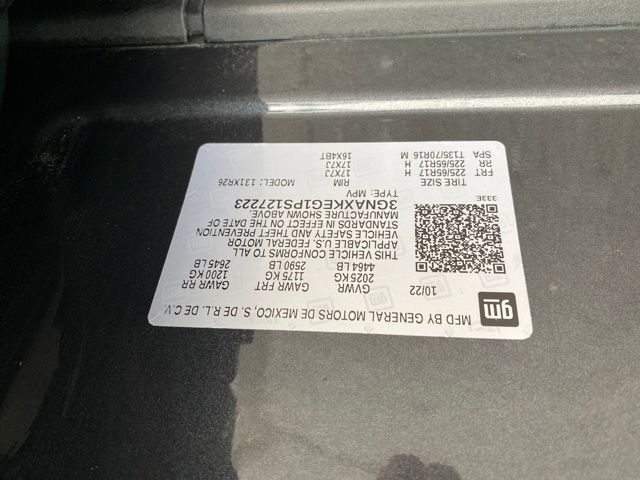 MFD BY GENERAL MOTORS DE MEXICO, S. DE R.L. DE C.V.
gm
10/22 GVWR GAWR FRT GAWR RR
2025 KG 1175 KG 1200 KG
4464 LB 2590 LB 2645 LB
THIS VEHICLE CONFORMS TO ALL
APPLICABLE U.S. FEDERAL MOTOR
VEHICLE SAFETY AND THEFT PREVENTION
STANDARDS IN EFFECT ON THE DATE OF
MANUFACTURE SHOWN ABOVE.
3GNAXKEG1PS127223
TYPE: MPV
MODEL: 131XR26
333E
TIRE SIZE RIM
FRT 225/65R17 H 17X7J
RR 225/65R17 H 17X7J
SPA T135/70R16 M 16X4BT